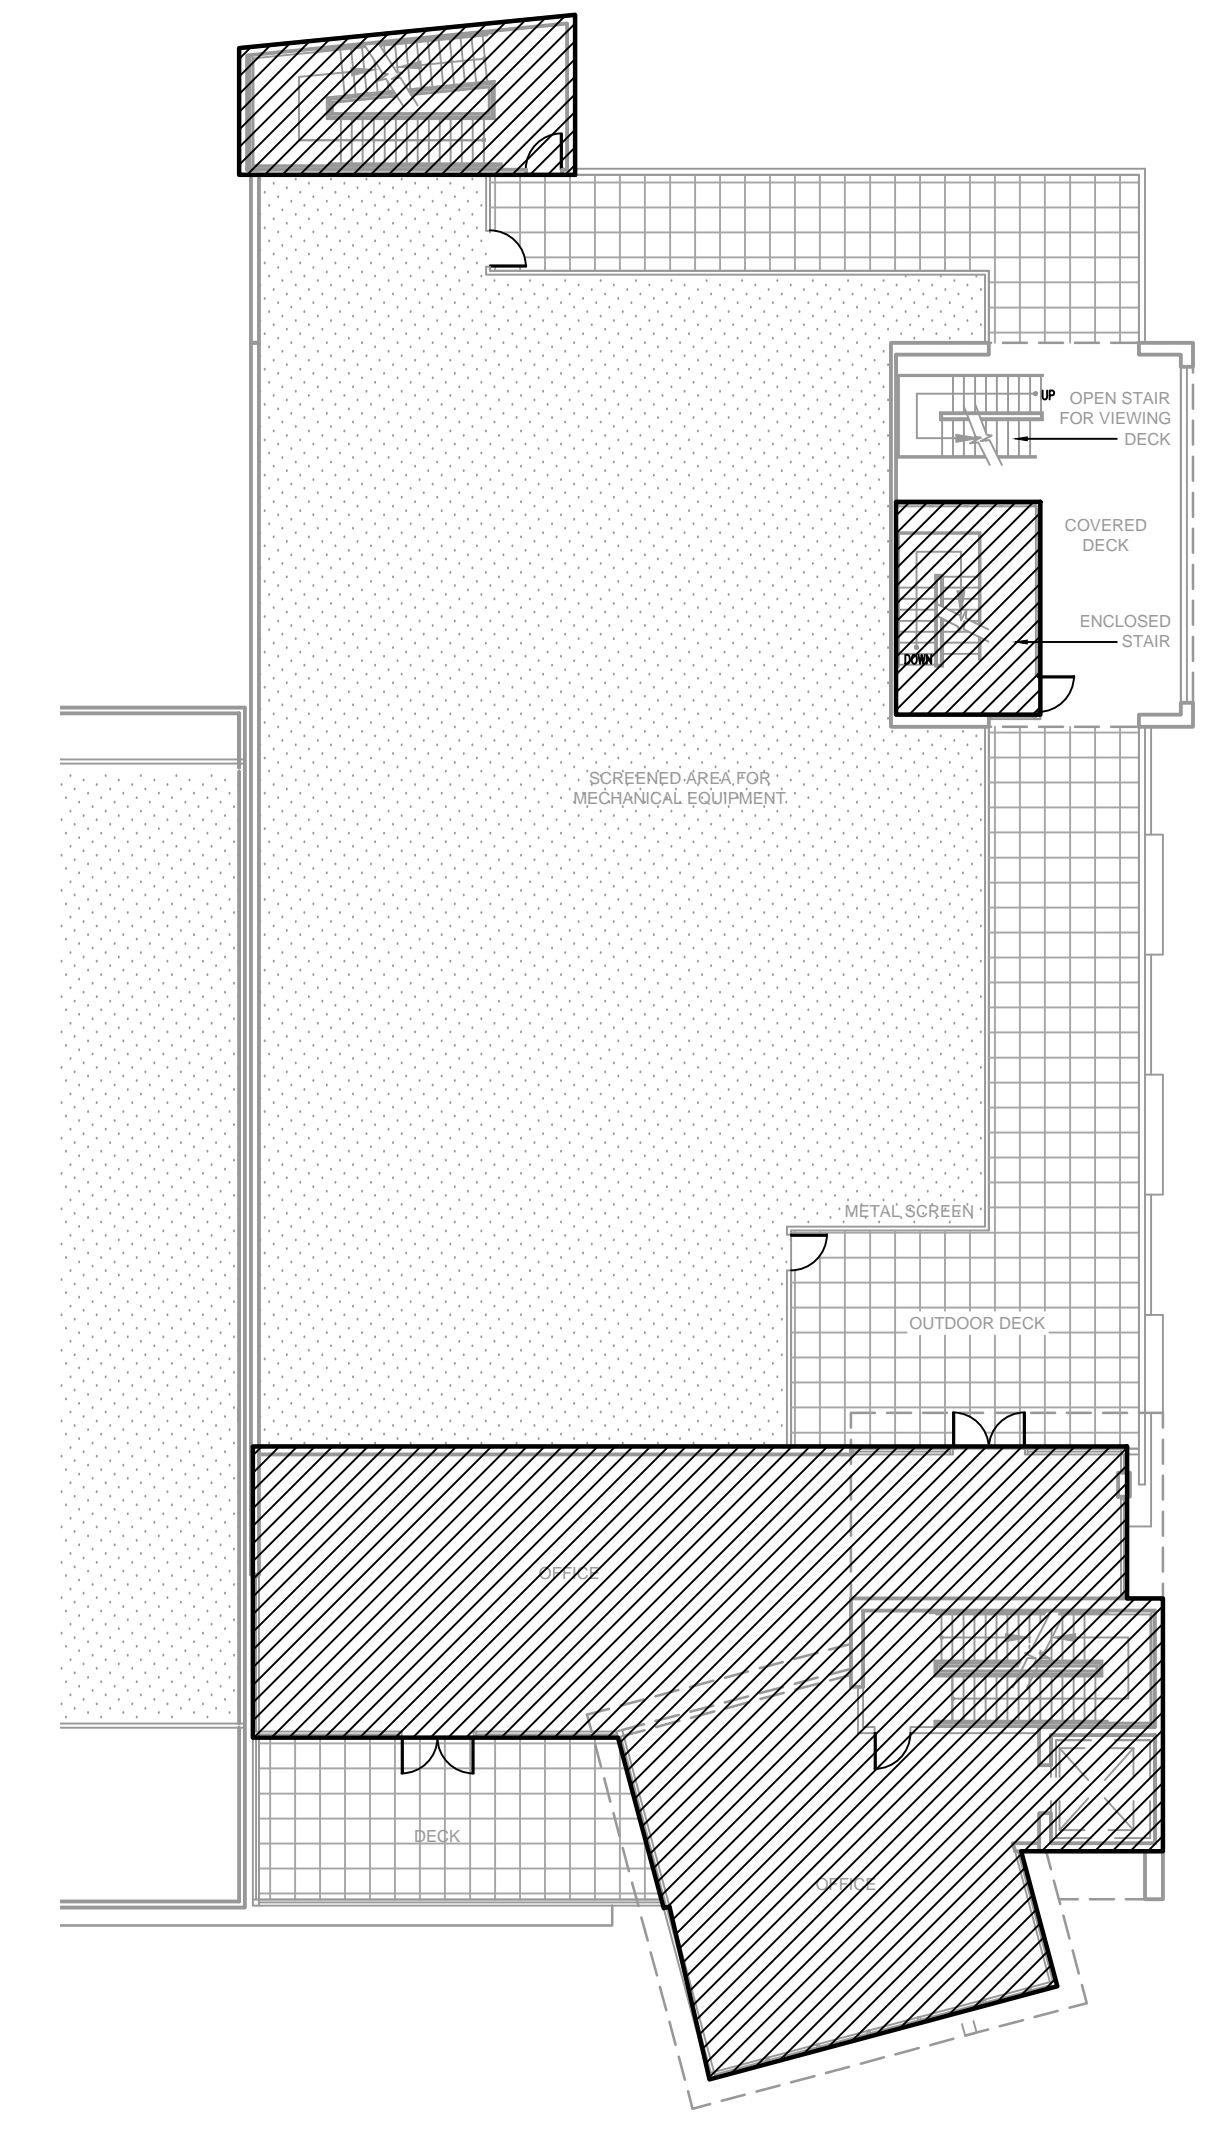 UP
OPEN STAIR
FOR VIEWING
DECK
COVERED
DECK
ENCLOSED
STAIR
DOWN
SCREENED AREA FOR
MECHANICAL EQUIPMENT
METAL SCREEN
OUTDOOR DECK
OFFICE
DECK
OFFICE